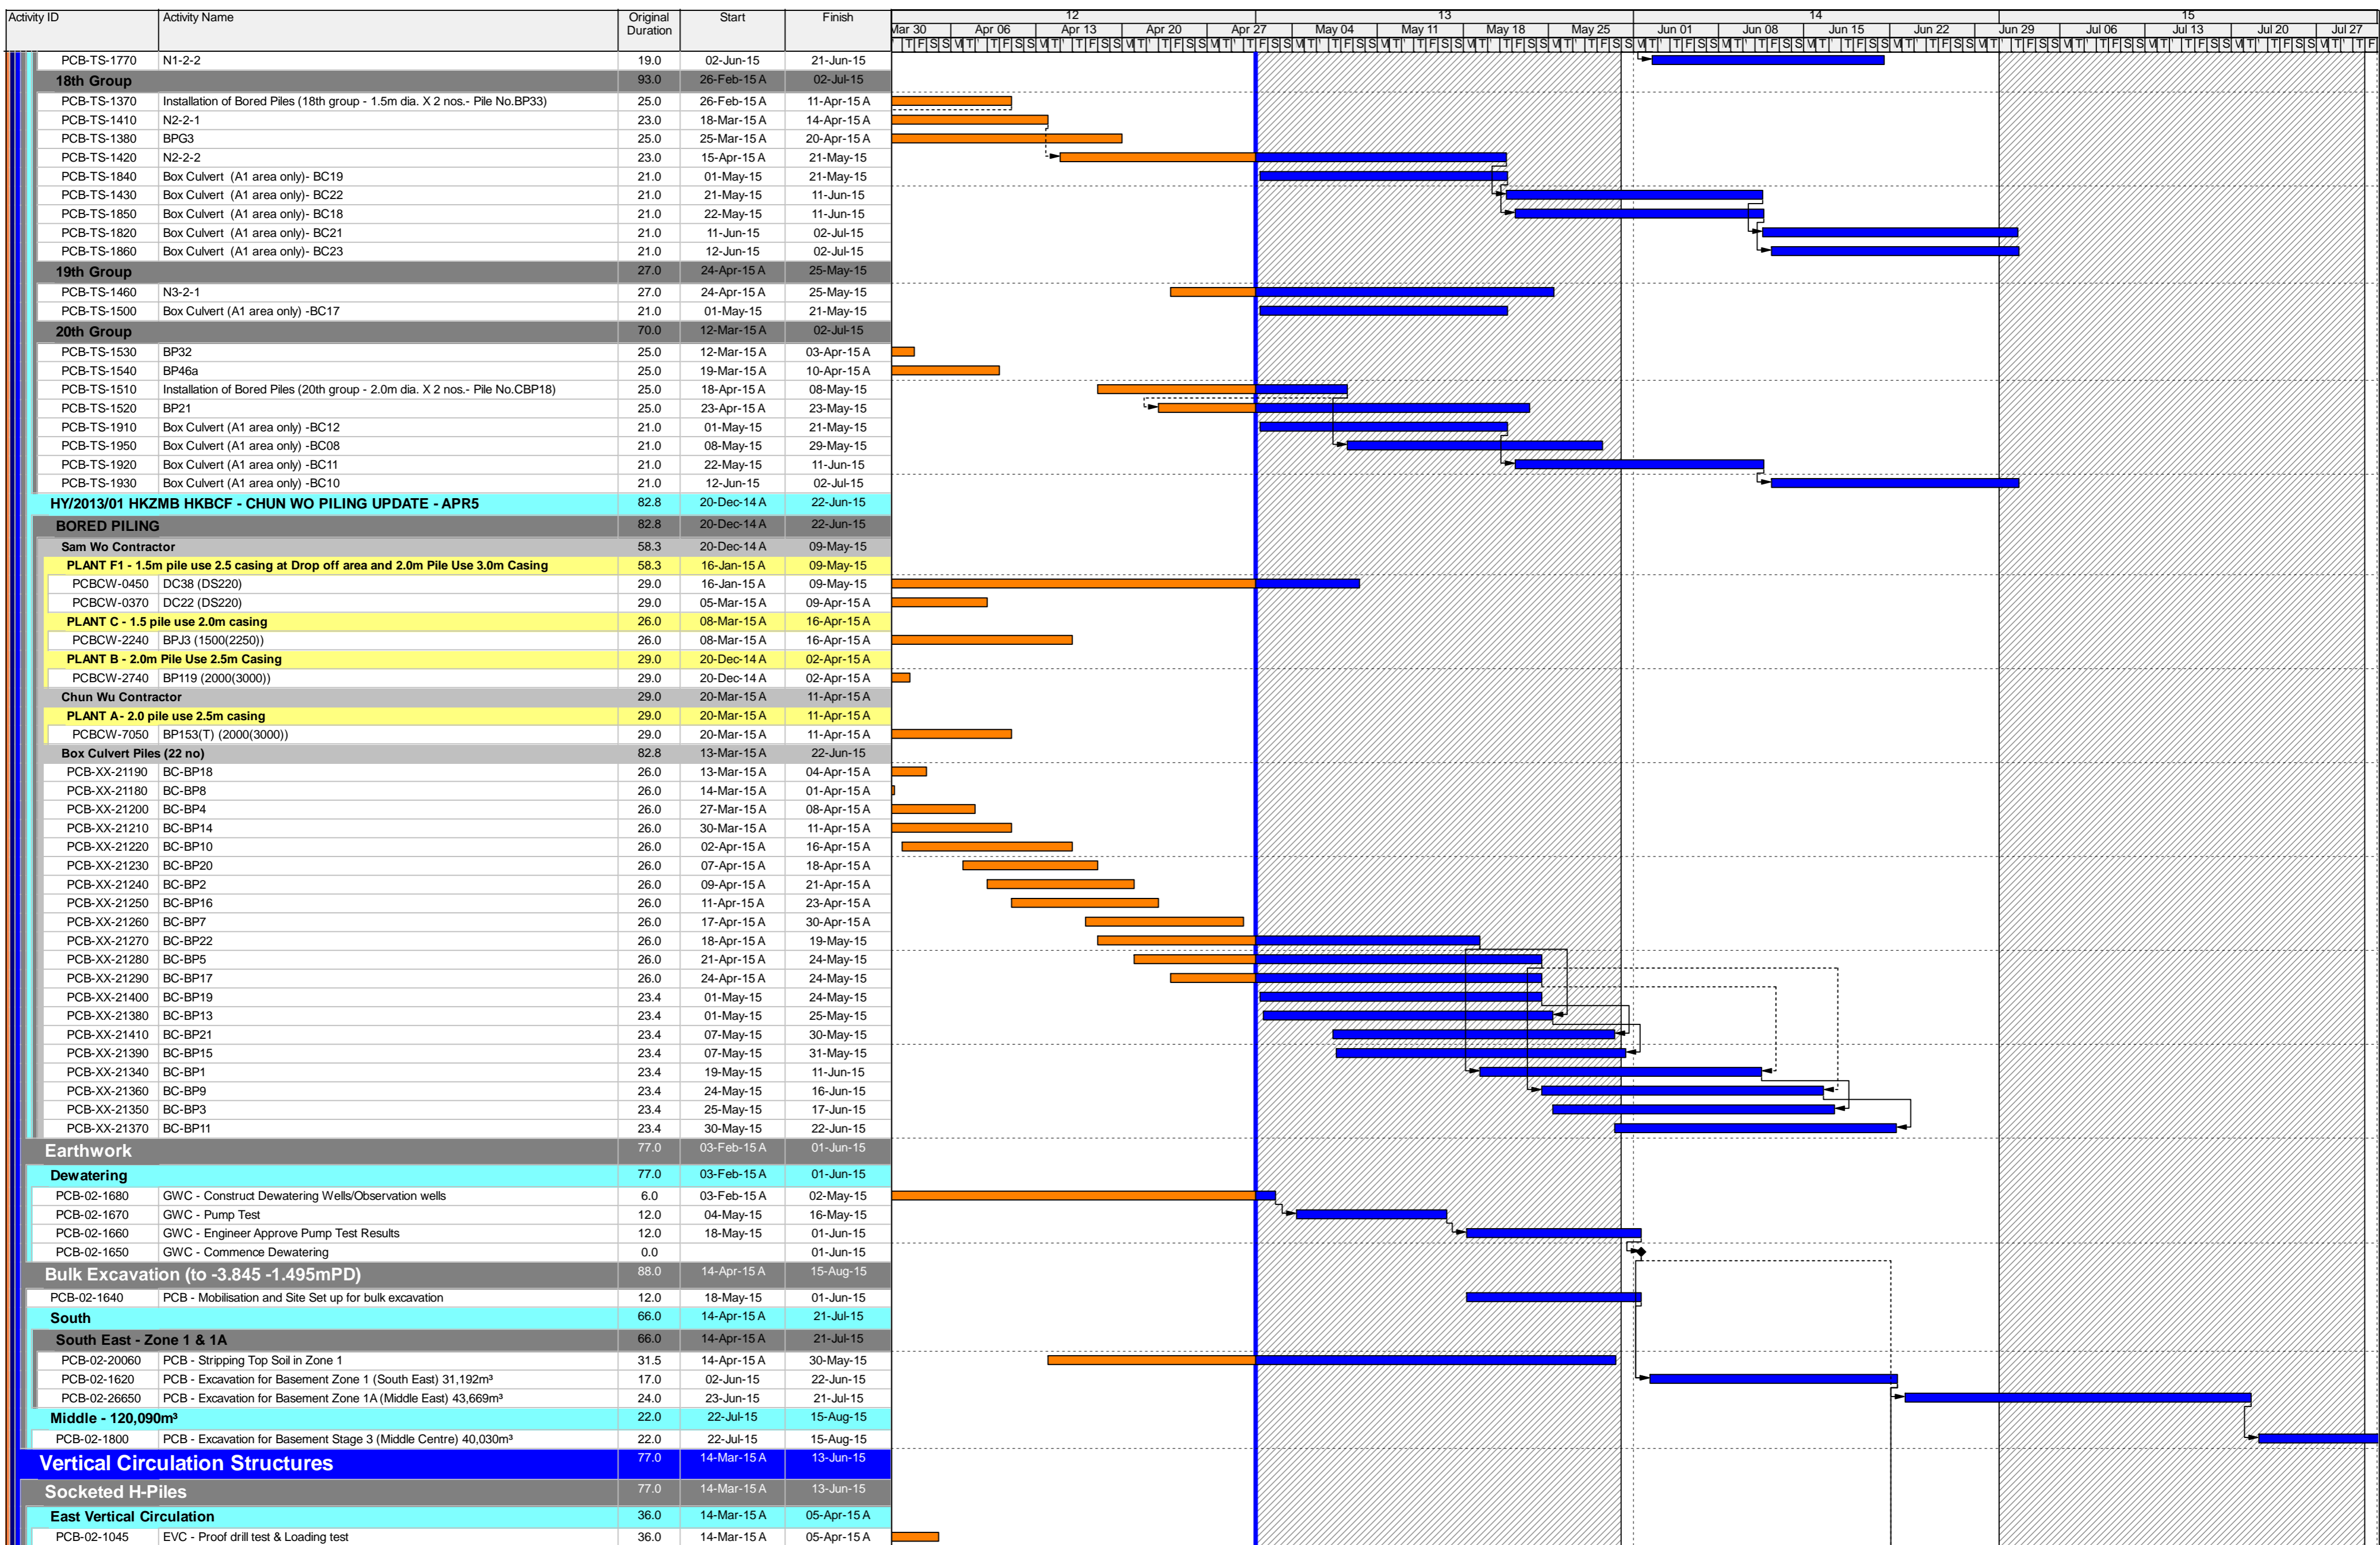 Activity ID Activity Name Original Duration Start Finish 12 13 14 15
Mar 30 Apr 06 Apr 13 Apr 20 Apr 27 May 04 May 11 May 18 May 25 Jun 01 Jun 08 Jun 15 Jun 22 Jun 29 Jul 06 Jul 13 Jul 20 Jul 27
PCB-TS-1770 N1-2-2 19.0 02-Jun-15 21-Jun-15
18th Group 93.0 26-Feb-15 A 02-Jul-15
PCB-TS-1370 Installation of Bored Piles (18th group - 1.5m dia. X 2 nos.- Pile No.BP33) 25.0 26-Feb-15 A 11-Apr-15 A
PCB-TS-1410 N2-2-1 23.0 18-Mar-15 A 14-Apr-15 A
PCB-TS-1380 BPG3 25.0 25-Mar-15 A 20-Apr-15 A
PCB-TS-1420 N2-2-2 23.0 15-Apr-15 A 21-May-15
PCB-TS-1840 Box Culvert (A1 area only)- BC19 21.0 01-May-15 21-May-15
PCB-TS-1430 Box Culvert (A1 area only)- BC22 21.0 21-May-15 11-Jun-15
PCB-TS-1850 Box Culvert (A1 area only)- BC18 21.0 22-May-15 11-Jun-15
PCB-TS-1820 Box Culvert (A1 area only)- BC21 21.0 11-Jun-15 02-Jul-15
PCB-TS-1860 Box Culvert (A1 area only)- BC23 21.0 12-Jun-15 02-Jul-15
19th Group 27.0 24-Apr-15 A 25-May-15
PCB-TS-1460 N3-2-1 27.0 24-Apr-15 A 25-May-15
PCB-TS-1500 Box Culvert (A1 area only) -BC17 21.0 01-May-15 21-May-15
20th Group 70.0 12-Mar-15 A 02-Jul-15
PCB-TS-1530 BP32 25.0 12-Mar-15 A 03-Apr-15 A
PCB-TS-1540 BP46a 25.0 19-Mar-15 A 10-Apr-15 A
PCB-TS-1510 Installation of Bored Piles (20th group - 2.0m dia. X 2 nos.- Pile No.CBP18) 25.0 18-Apr-15 A 08-May-15
PCB-TS-1520 BP21 25.0 23-Apr-15 A 23-May-15
PCB-TS-1910 Box Culvert (A1 area only) -BC12 21.0 01-May-15 21-May-15
PCB-TS-1950 Box Culvert (A1 area only) -BC08 21.0 08-May-15 29-May-15
PCB-TS-1920 Box Culvert (A1 area only) -BC11 21.0 22-May-15 11-Jun-15
PCB-TS-1930 Box Culvert (A1 area only) -BC10 21.0 12-Jun-15 02-Jul-15
HY/2013/01 HKZMB HKBCF - CHUN WO PILING UPDATE - APR5 82.8 20-Dec-14 A 22-Jun-15
BORED PILING 82.8 20-Dec-14 A 22-Jun-15
Sam Wo Contractor 58.3 20-Dec-14 A 09-May-15
PLANT F1 - 1.5m pile use 2.5 casing at Drop off area and 2.0m Pile Use 3.0m Casing 58.3 16-Jan-15 A 09-May-15
PCBCW-0450 DC38 (DS220) 29.0 16-Jan-15 A 09-May-15
PCBCW-0370 DC22 (DS220) 29.0 05-Mar-15 A 09-Apr-15 A
PLANT C - 1.5 pile use 2.0m casing 26.0 08-Mar-15 A 16-Apr-15 A
PCBCW-2240 BPJ3 (1500(2250)) 26.0 08-Mar-15 A 16-Apr-15 A
PLANT B - 2.0m Pile Use 2.5m Casing 29.0 20-Dec-14 A 02-Apr-15 A
PCBCW-2740 BP119 (2000(3000)) 29.0 20-Dec-14 A 02-Apr-15 A
Chun Wu Contractor 29.0 20-Mar-15 A 11-Apr-15 A
PLANT A - 2.0 pile use 2.5m casing 29.0 20-Mar-15 A 11-Apr-15 A
PCBCW-7050 BP153(T) (2000(3000)) 29.0 20-Mar-15 A 11-Apr-15 A
Box Culvert Piles (22 no) 82.8 13-Mar-15 A 22-Jun-15
PCB-XX-21190 BC-BP18 26.0 13-Mar-15 A 04-Apr-15 A
PCB-XX-21180 BC-BP8 26.0 14-Mar-15 A 01-Apr-15 A
PCB-XX-21200 BC-BP4 26.0 27-Mar-15 A 08-Apr-15 A
PCB-XX-21210 BC-BP14 26.0 30-Mar-15 A 11-Apr-15 A
PCB-XX-21220 BC-BP10 26.0 02-Apr-15 A 16-Apr-15 A
PCB-XX-21230 BC-BP20 26.0 07-Apr-15 A 18-Apr-15 A
PCB-XX-21240 BC-BP2 26.0 09-Apr-15 A 21-Apr-15 A
PCB-XX-21250 BC-BP16 26.0 11-Apr-15 A 23-Apr-15 A
PCB-XX-21260 BC-BP7 26.0 17-Apr-15 A 30-Apr-15 A
PCB-XX-21270 BC-BP22 26.0 18-Apr-15 A 19-May-15
PCB-XX-21280 BC-BP5 26.0 21-Apr-15 A 24-May-15
PCB-XX-21290 BC-BP17 26.0 24-Apr-15 A 24-May-15
PCB-XX-21400 BC-BP19 23.4 01-May-15 24-May-15
PCB-XX-21380 BC-BP13 23.4 01-May-15 25-May-15
PCB-XX-21410 BC-BP21 23.4 07-May-15 30-May-15
PCB-XX-21390 BC-BP15 23.4 07-May-15 31-May-15
PCB-XX-21340 BC-BP1 23.4 19-May-15 11-Jun-15
PCB-XX-21360 BC-BP9 23.4 24-May-15 16-Jun-15
PCB-XX-21350 BC-BP3 23.4 25-May-15 17-Jun-15
PCB-XX-21370 BC-BP11 23.4 30-May-15 22-Jun-15
Earthwork 77.0 03-Feb-15 A 01-Jun-15
Dewatering 77.0 03-Feb-15 A 01-Jun-15
PCB-02-1680 GWC - Construct Dewatering Wells/Observation wells 6.0 03-Feb-15 A 02-May-15
PCB-02-1670 GWC - Pump Test 12.0 04-May-15 16-May-15
PCB-02-1660 GWC - Engineer Approve Pump Test Results 12.0 18-May-15 01-Jun-15
PCB-02-1650 GWC - Commence Dewatering 0.0 01-Jun-15
Bulk Excavation (to -3.845 -1.495mPD) 88.0 14-Apr-15 A 15-Aug-15
PCB-02-1640 PCB - Mobilisation and Site Set up for bulk excavation 12.0 18-May-15 01-Jun-15
South 66.0 14-Apr-15 A 21-Jul-15
South East - Zone 1 & 1A 66.0 14-Apr-15 A 21-Jul-15
PCB-02-20060 PCB - Stripping Top Soil in Zone 1 31.5 14-Apr-15 A 30-May-15
PCB-02-1620 PCB - Excavation for Basement Zone 1 (South East) 31,192m³ 17.0 02-Jun-15 22-Jun-15
PCB-02-26650 PCB - Excavation for Basement Zone 1A (Middle East) 43,669m³ 24.0 23-Jun-15 21-Jul-15
Middle - 120,090m³ 22.0 22-Jul-15 15-Aug-15
PCB-02-1800 PCB - Excavation for Basement Stage 3 (Middle Centre) 40,030m³ 22.0 22-Jul-15 15-Aug-15
Vertical Circulation Structures 77.0 14-Mar-15 A 13-Jun-15
Socketed H-Piles 77.0 14-Mar-15 A 13-Jun-15
East Vertical Circulation 36.0 14-Mar-15 A 05-Apr-15 A
PCB-02-1045 EVC - Proof drill test & Loading test 36.0 14-Mar-15 A 05-Apr-15 A